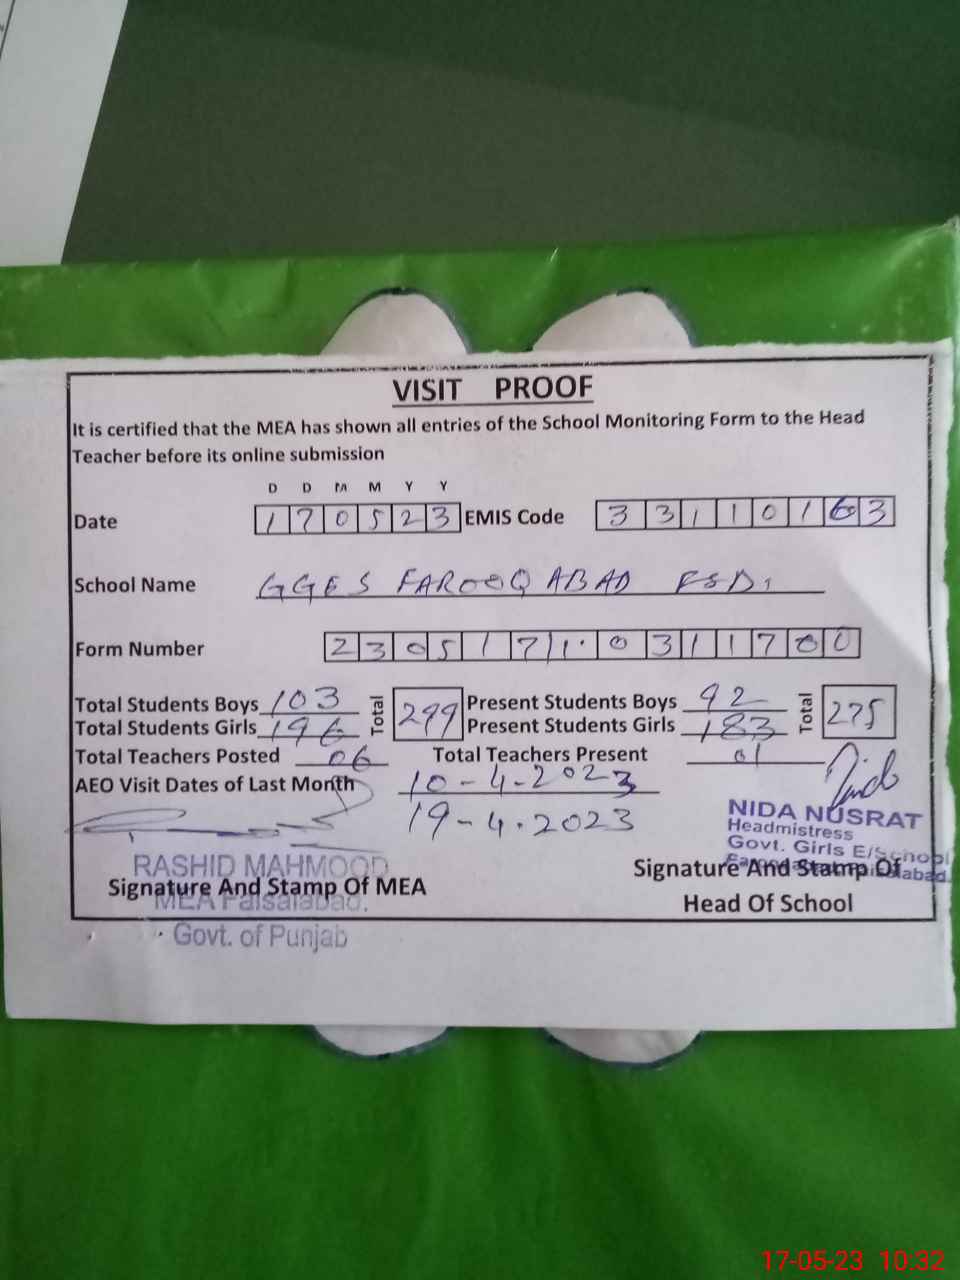 VISIT PROOF
It is certified that the MEA has shown all entries of the School Monitoring Form to the Head
Teacher before its online submission
D D M M Y Y
Date 170523 EMIS Code 33110163
School Name GGES FAROOQ ABAD FSD.
Form Number 2305171·0311700
Total Students Boys 103
Total Students Girls 196
Total 299
Present Students Boys 92
Present Students Girls 183
Total 275
Total Teachers Posted 06 Total Teachers Present 01
AEO Visit Dates of Last Month 10-4-2023
19-4.2023
RASHID MAHMOOD
Signature And Stamp Of MEA
MEA Faisalabad.
Govt. of Punjab
NIDA NUSRAT
Headmistress
Govt. Girls E/School
Signature And Stamp Of
Head Of School
17-05-23 10:32